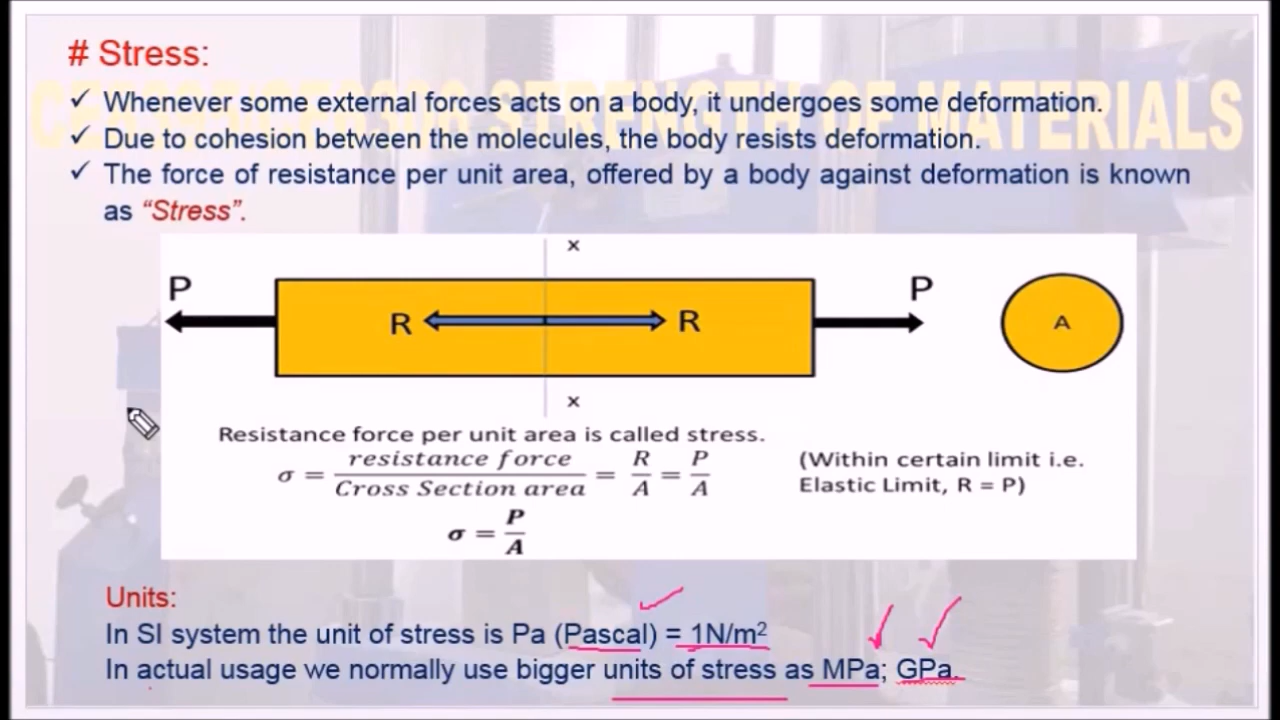 # Stress:
✓ Whenever some external forces acts on a body, it undergoes some deformation.
✓ Due to cohesion between the molecules, the body resists deformation.
✓ The force of resistance per unit area, offered by a body against deformation is known
as “Stress”.
x
P P
R R A
x
Resistance force per unit area is called stress.
σ = resistance force / Cross Section area = R / A = P / A
(Within certain limit i.e.
Elastic Limit, R = P)
σ = P / A
Units:
In SI system the unit of stress is Pa (Pascal) = 1N/m²
In actual usage we normally use bigger units of stress as MPa; GPa.
STRENGTH OF MATERIALS